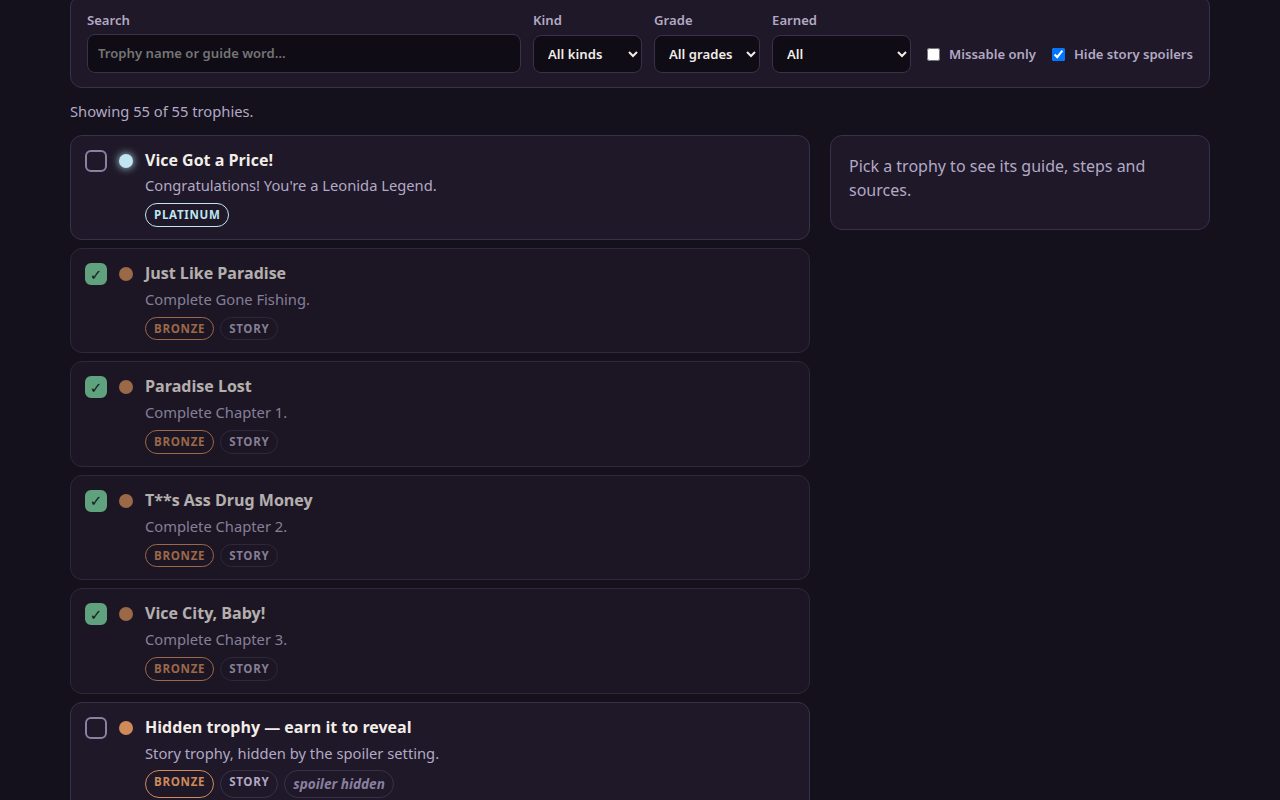 Search
Kind
Grade
Earned
Trophy name or guide word...
All kinds
All grades
All
Missable only
Hide story spoilers
Showing 55 of 55 trophies.
Vice Got a Price!
Congratulations! You're a Leonida Legend.
PLATINUM
Pick a trophy to see its guide, steps and
sources.
Just Like Paradise
Complete Gone Fishing.
BRONZE STORY
Paradise Lost
Complete Chapter 1.
BRONZE STORY
T**s Ass Drug Money
Complete Chapter 2.
BRONZE STORY
Vice City, Baby!
Complete Chapter 3.
BRONZE STORY
Hidden trophy — earn it to reveal
Story trophy, hidden by the spoiler setting.
BRONZE STORY spoiler hidden